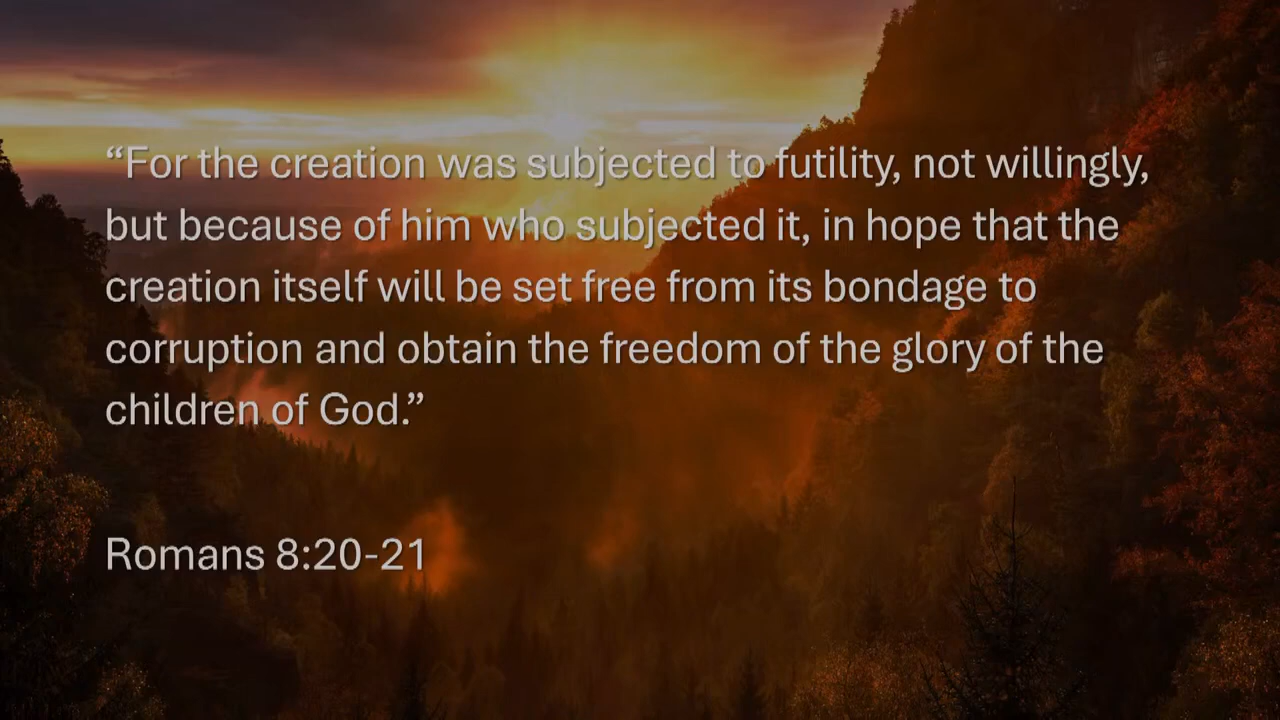 “For the creation was subjected to futility, not willingly,
but because of him who subjected it, in hope that the
creation itself will be set free from its bondage to
corruption and obtain the freedom of the glory of the
children of God.”
Romans 8:20-21